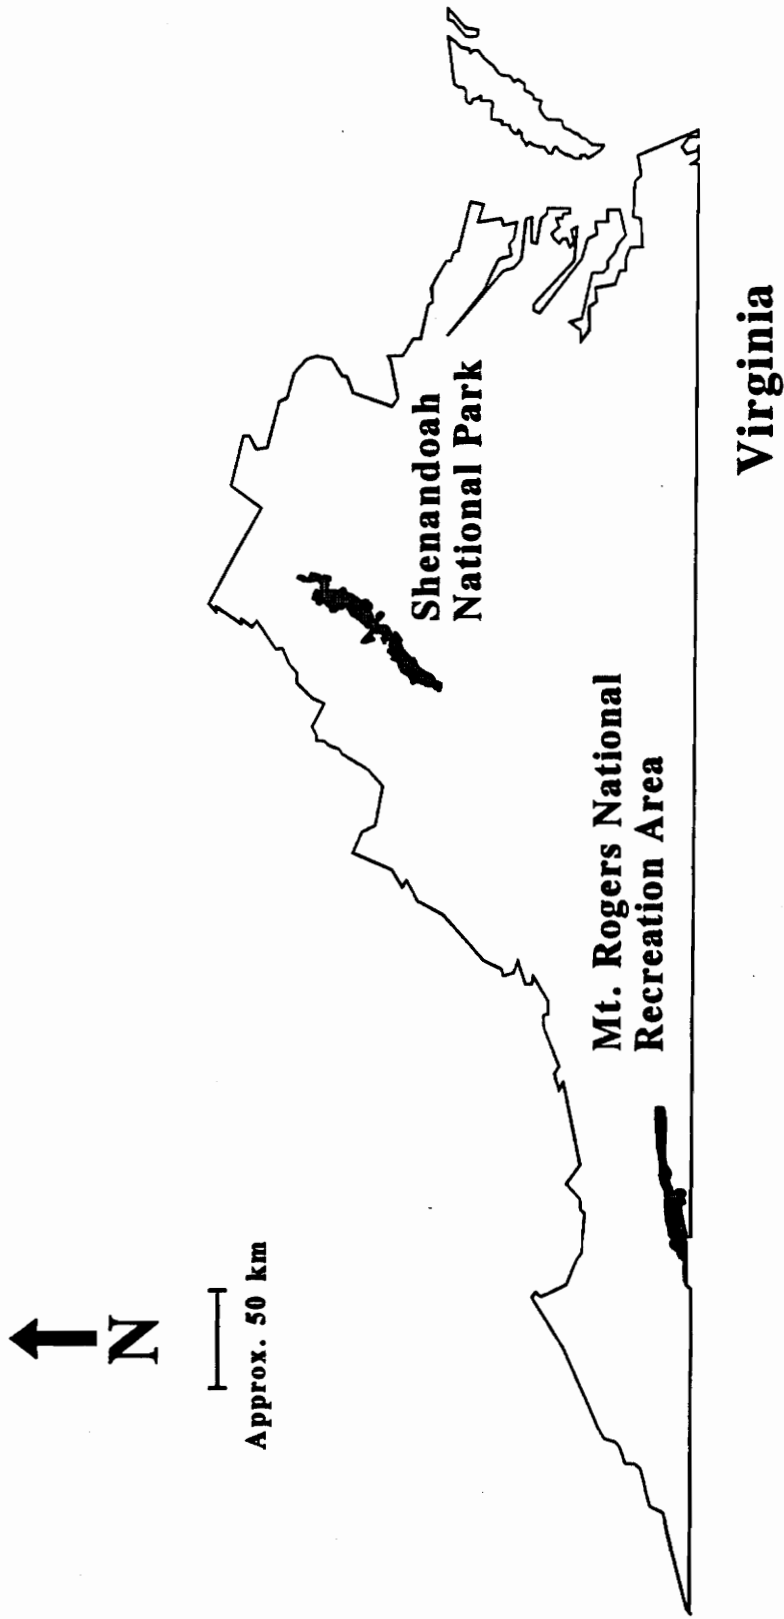 N
Approx. 50 km
Shenandoah
National Park
Mt. Rogers National
Recreation Area
Virginia